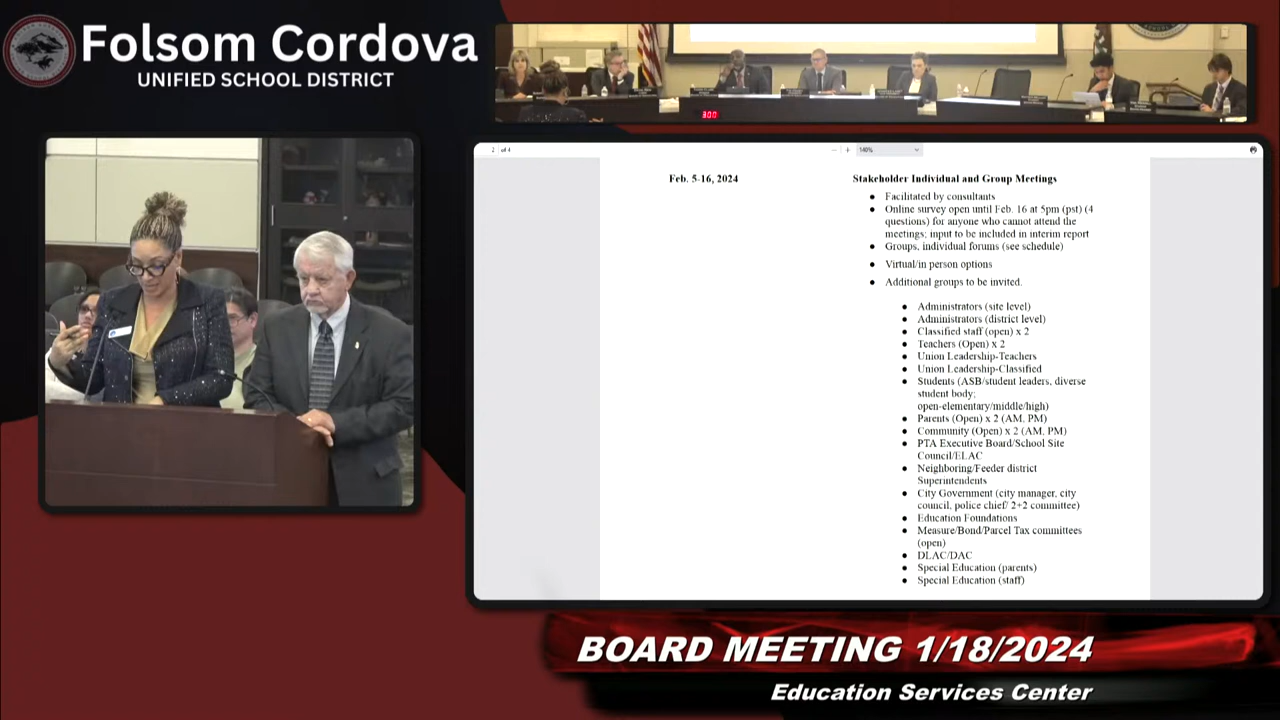 Folsom Cordova
UNIFIED SCHOOL DISTRICT
3:00
2 of 4
140%
Feb. 5-16, 2024
Stakeholder Individual and Group Meetings
Facilitated by consultants
Online survey open until Feb. 16 at 5pm (pst) (4
questions) for anyone who cannot attend the
meetings; input to be included in interim report
Groups, individual forums (see schedule)
Virtual/in person options
Additional groups to be invited.
Administrators (site level)
Administrators (district level)
Classified staff (open) x 2
Teachers (Open) x 2
Union Leadership-Teachers
Union Leadership-Classified
Students (ASB/student leaders, diverse
student body;
open-elementary/middle/high)
Parents (Open) x 2 (AM, PM)
Community (Open) x 2 (AM, PM)
PTA Executive Board/School Site
Council/ELAC
Neighboring/Feeder district
Superintendents
City Government (city manager, city
council, police chief/ 2+2 committee)
Education Foundations
Measure/Bond/Parcel Tax committees
(open)
DLAC/DAC
Special Education (parents)
Special Education (staff)
BOARD MEETING 1/18/2024
Education Services Center